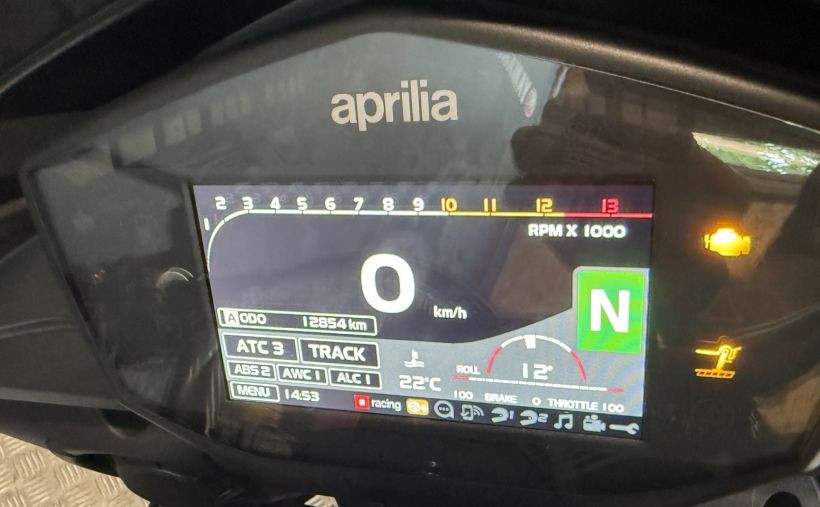 aprilia
1 2 3 4 5 6 7 8 9 10 11 12 13
RPM X 1000
0 km/h
N
A ODO 12854 km
ATC 3 TRACK
ABS 2 AWC 1 ALC 1
22°C
ROLL 12°
MENU 14:53
100 BRAKE 0 THROTTLE 100
a racing
1 2